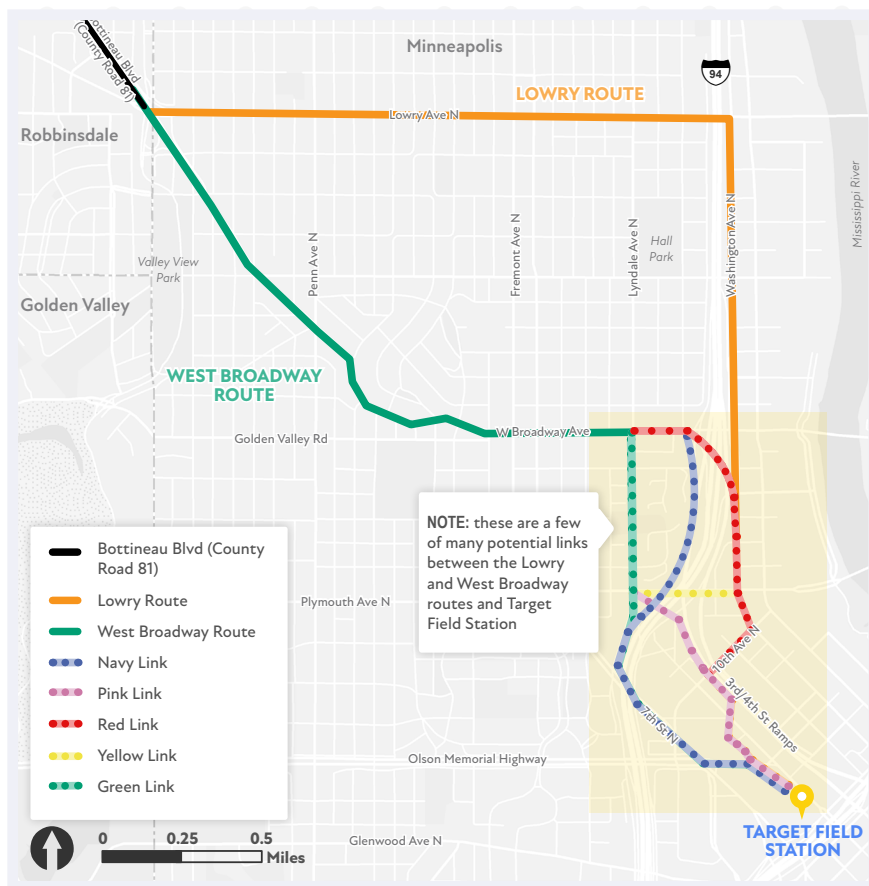 Bottineau Blvd
(County Road 81)
Minneapolis
94
LOWRY ROUTE
Lowry Ave N
Robbinsdale
Mississippi River
Washington Ave N
Lyndale Ave N
Hall
Park
Fremont Ave N
Penn Ave N
Valley View
Park
Golden Valley
WEST BROADWAY
ROUTE
W Broadway Ave
Golden Valley Rd
NOTE: these are a few
of many potential links
between the Lowry
and West Broadway
routes and Target
Field Station
Bottineau Blvd (County
Road 81)
Lowry Route
West Broadway Route
Navy Link
Pink Link
Red Link
Yellow Link
Green Link
Plymouth Ave N
10th Ave N
3rd/4th St Ramps
7th St N
Olson Memorial Highway
TARGET FIELD
STATION
Glenwood Ave N
0 0.25 0.5
Miles